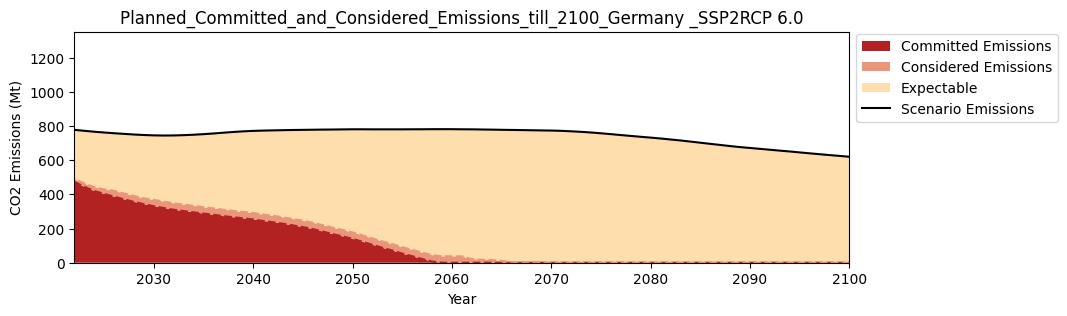 Planned_Committed_and_Considered_Emissions_till_2100_Germany _SSP2RCP 6.0
CO2 Emissions (Mt)
1200
1000
800
600
400
200
0
2030 2040 2050 2060 2070 2080 2090 2100
Year
Committed Emissions
Considered Emissions
Expectable
Scenario Emissions